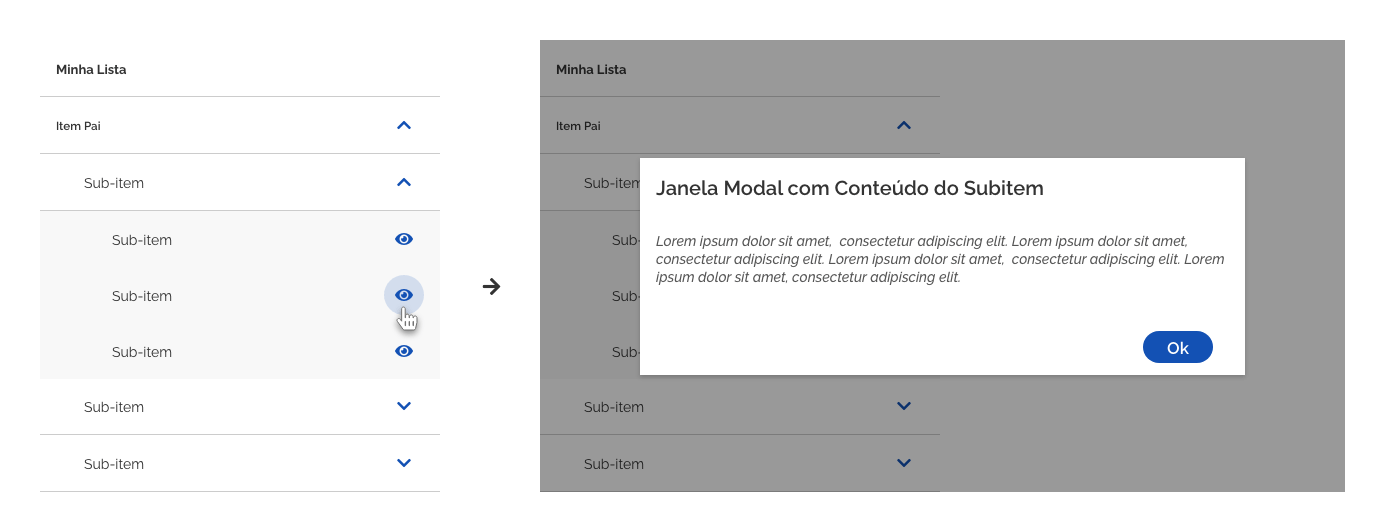 Minha Lista
Item Pai
Sub-item
Sub-item
Sub-item
Sub-item
Sub-item
Sub-item
Minha Lista
Item Pai
Sub-item
Sub-
Sub-
Sub-
Sub-item
Sub-item
Janela Modal com Conteúdo do Subitem
Lorem ipsum dolor sit amet,  consectetur adipiscing elit. Lorem ipsum dolor sit amet,
consectetur adipiscing elit. Lorem ipsum dolor sit amet,  consectetur adipiscing elit. Lorem
ipsum dolor sit amet, consectetur adipiscing elit.
Ok